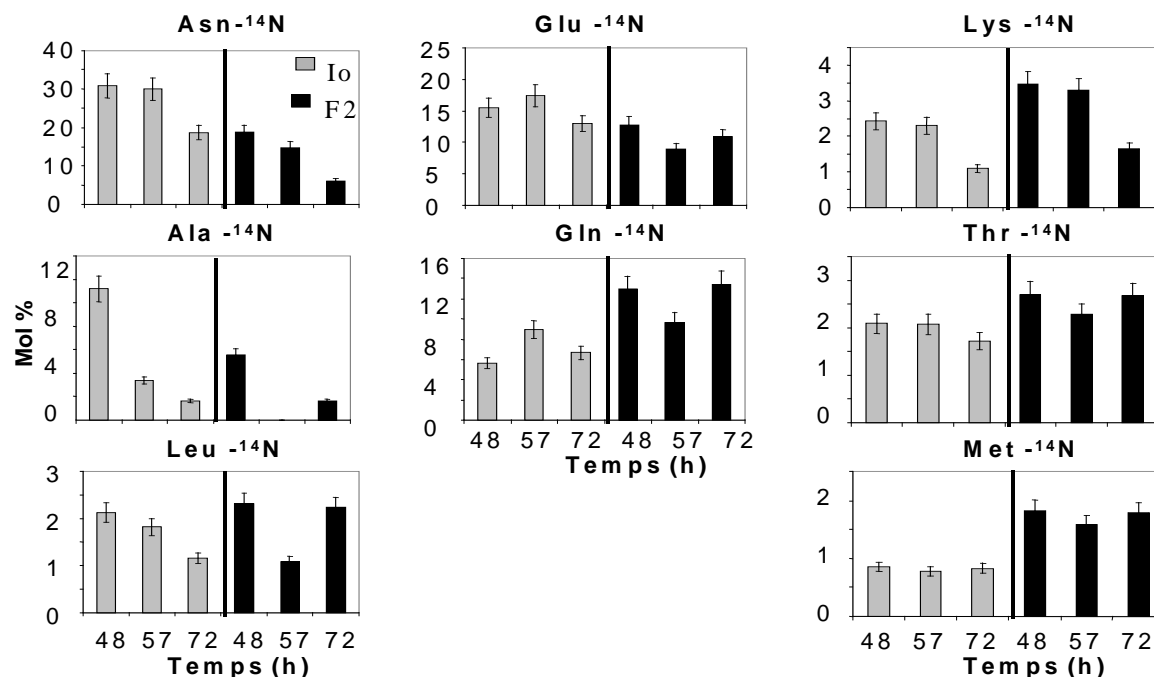 Asn -¹⁴N
40
30
20
10
0
Io
F2
Glu -¹⁴N
25
20
15
10
5
0
Lys -¹⁴N
4
3
2
1
0
Ala -¹⁴N
Mol %
12
8
4
0
Gln -¹⁴N
16
12
8
4
0
48 57 72 48 57 72
Temps (h)
Thr -¹⁴N
3
2
1
0
Leu -¹⁴N
3
2
1
0
48 57 72 48 57 72
Temps (h)
Met -¹⁴N
2
1
0
48 57 72 48 57 72
Temps (h)